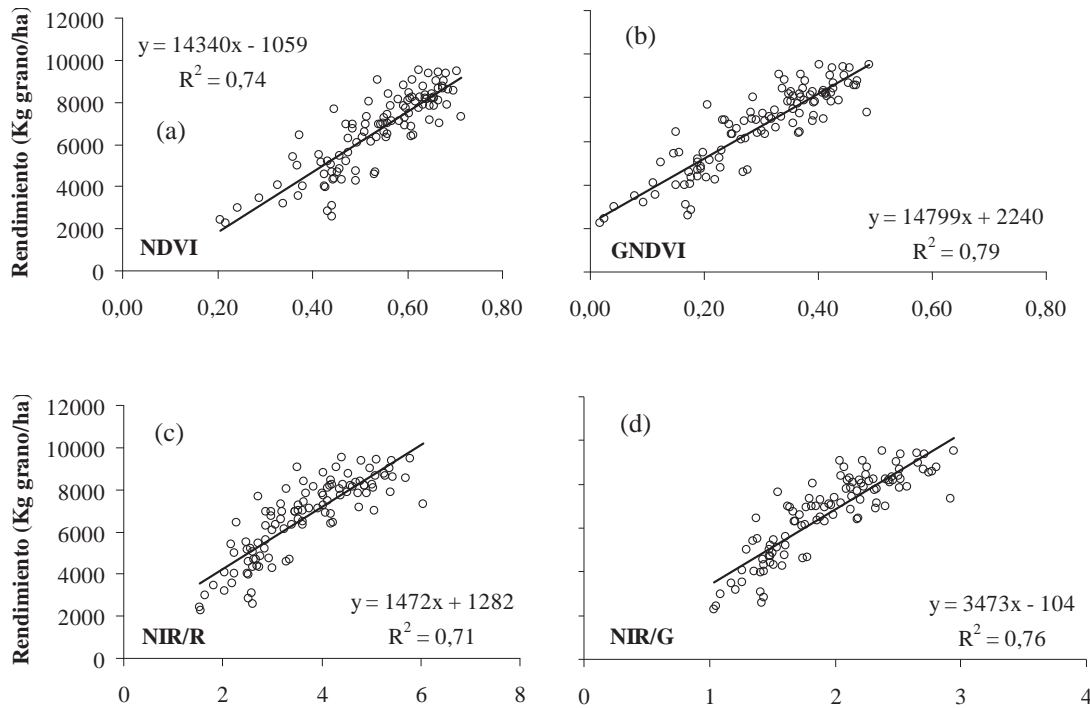 Rendimiento (Kg grano/ha)
12000
10000
8000
6000
4000
2000
0
y = 14340x - 1059
R² = 0,74
(a)
NDVI
0,00 0,20 0,40 0,60 0,80
(b)
y = 14799x + 2240
R² = 0,79
GNDVI
0,00 0,20 0,40 0,60 0,80
Rendimiento (Kg grano/ha)
12000
10000
8000
6000
4000
2000
0
(c)
y = 1472x + 1282
R² = 0,71
NIR/R
0 2 4 6 8
(d)
y = 3473x - 104
R² = 0,76
NIR/G
0 1 2 3 4